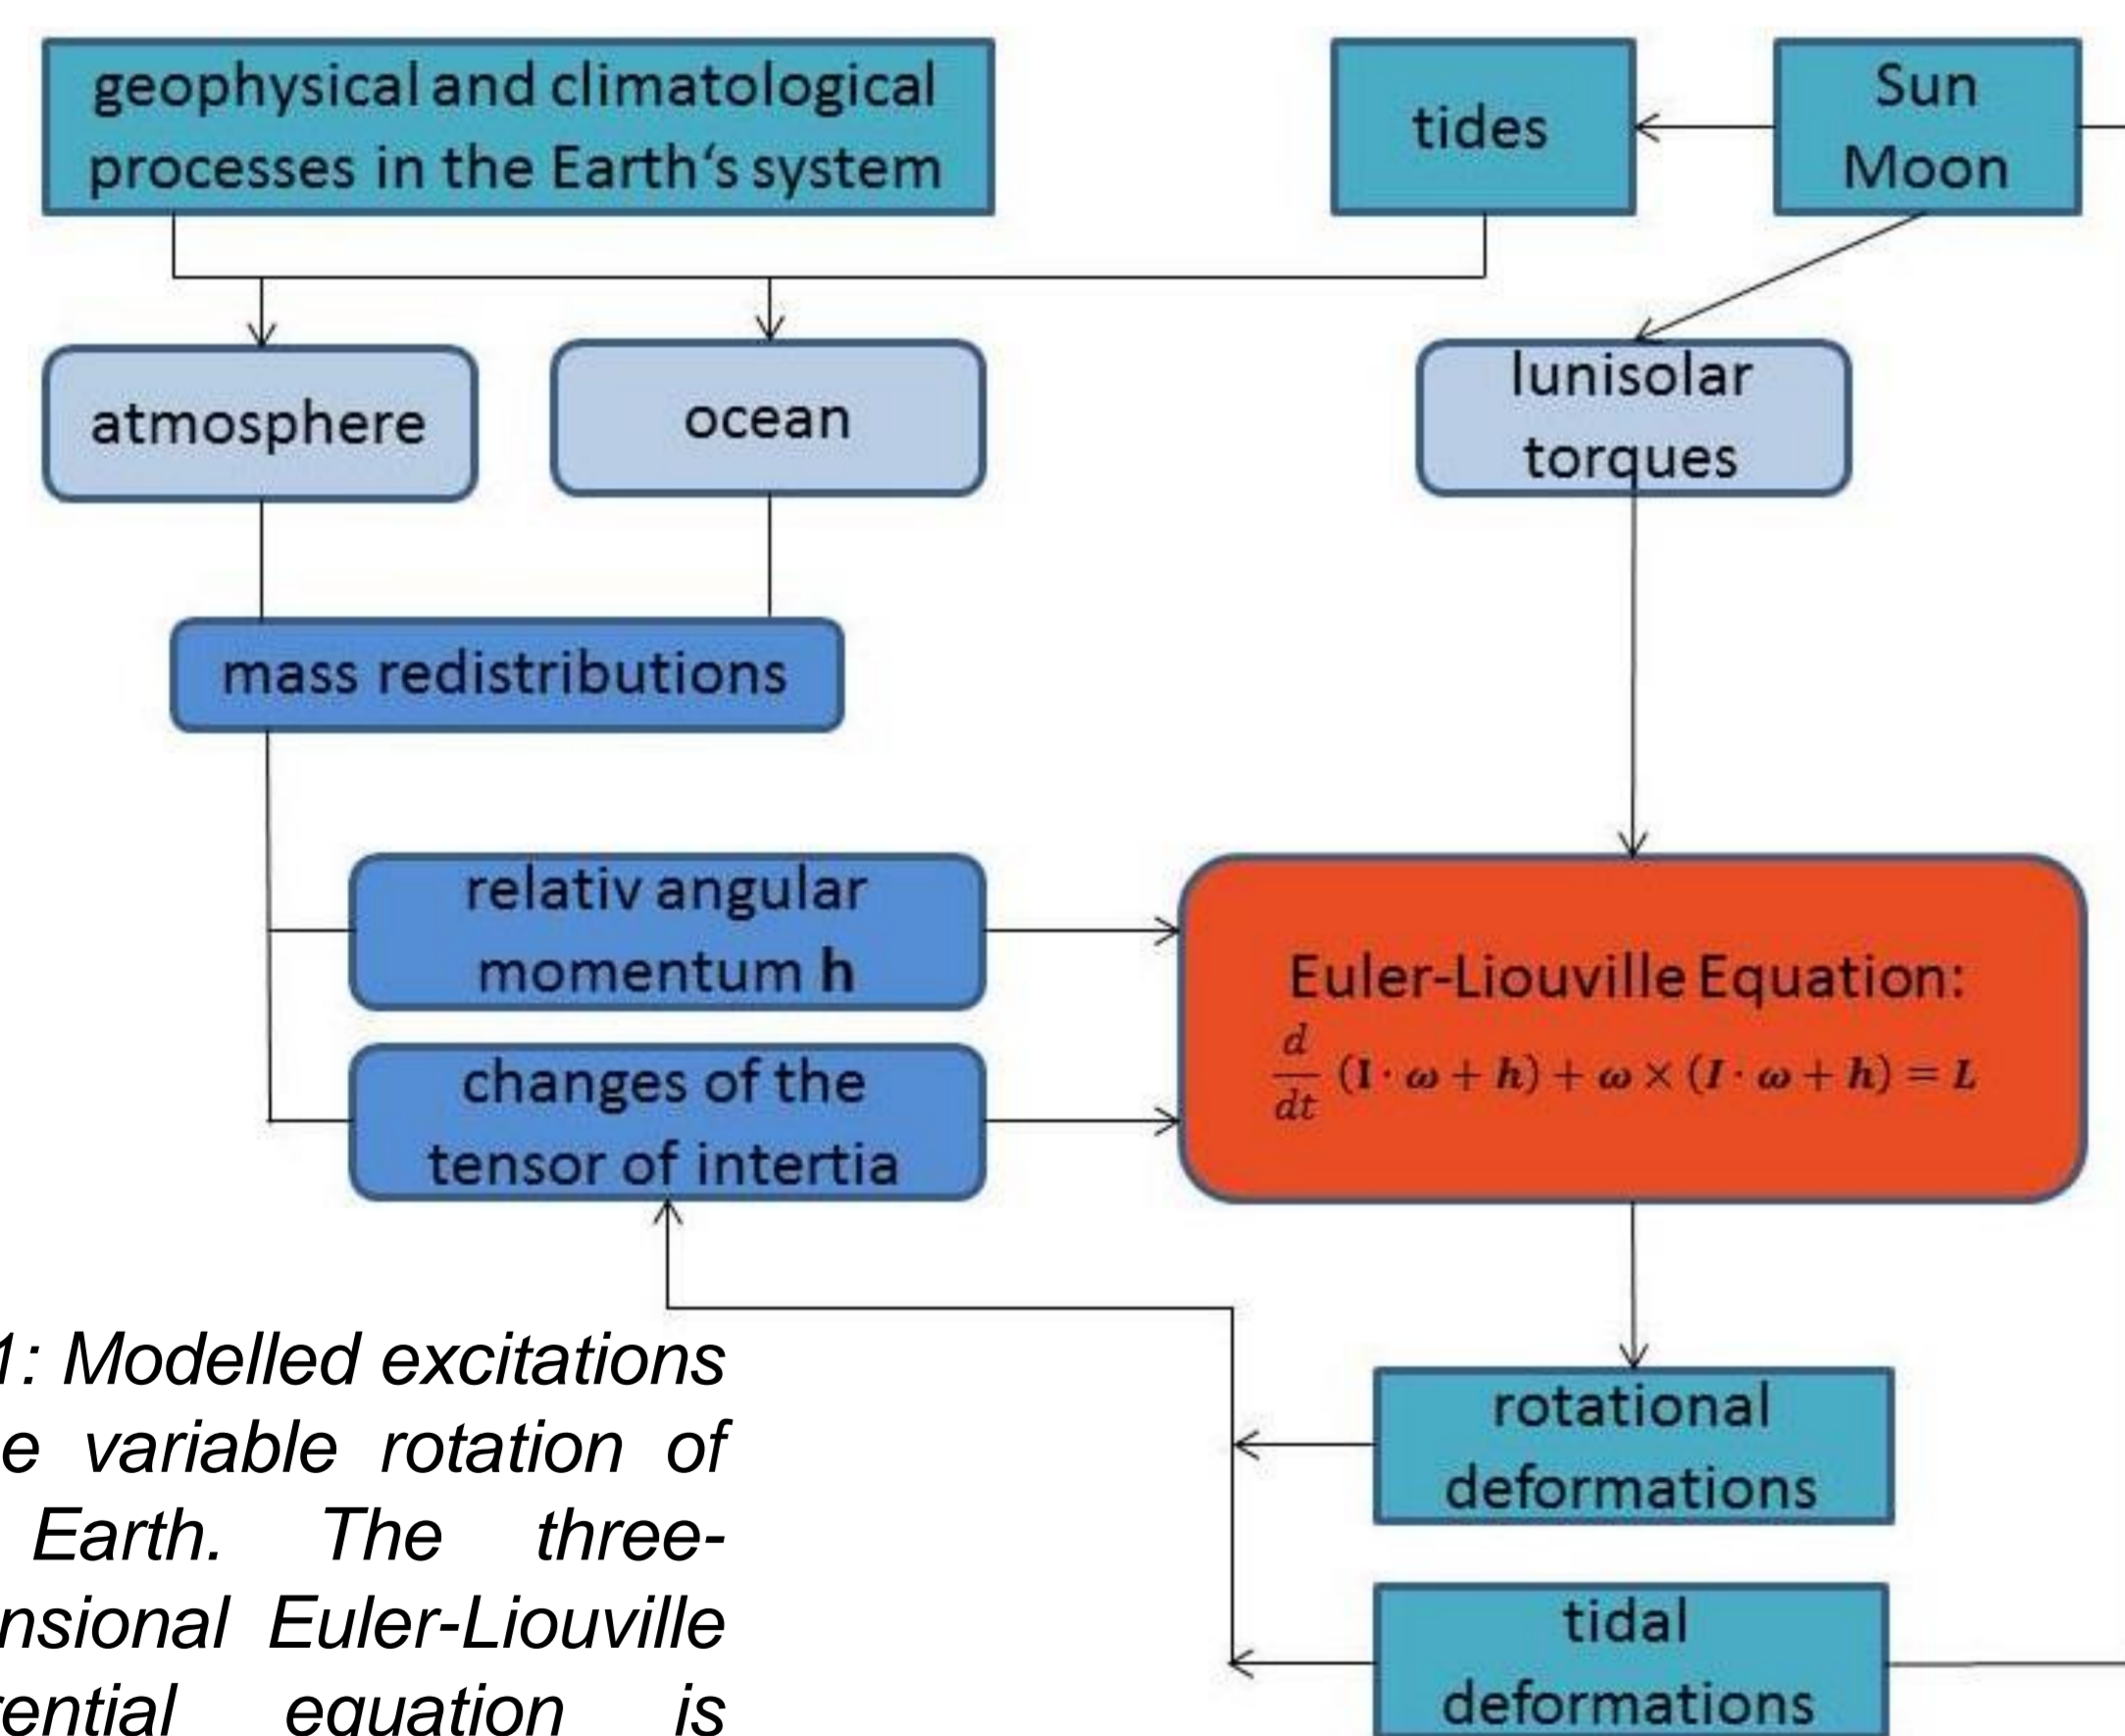 geophysical and climatological
processes in the Earth‘s system
tides
Sun
Moon
atmosphere
ocean
lunisolar
torques
mass redistributions
relativ angular
momentum h
changes of the
tensor of intertia
Euler-Liouville Equation:
d/dt (I · ω + h) + ω × (I · ω + h) = L
rotational
deformations
tidal
deformations
1: Modelled excitations
variable rotation of
Earth. The three-
Euler-Liouville
equation is